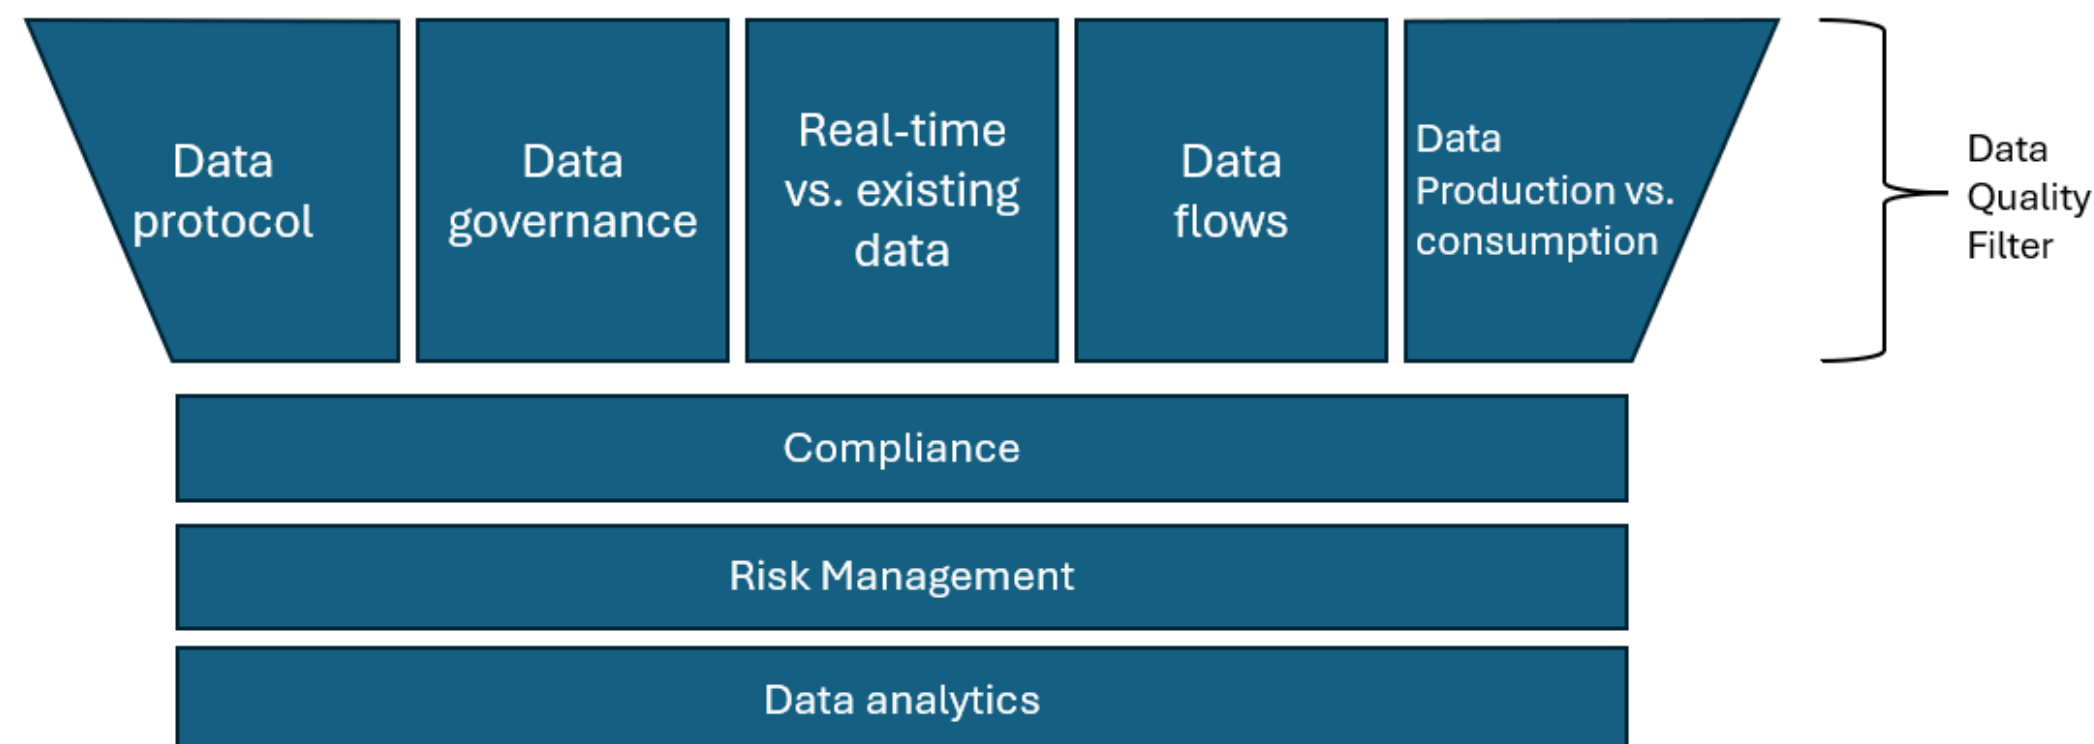 Data
protocol
Data
governance
Real-time
vs. existing
data
Data
flows
Data
Production vs.
consumption
Data
Quality
Filter
Compliance
Risk Management
Data analytics